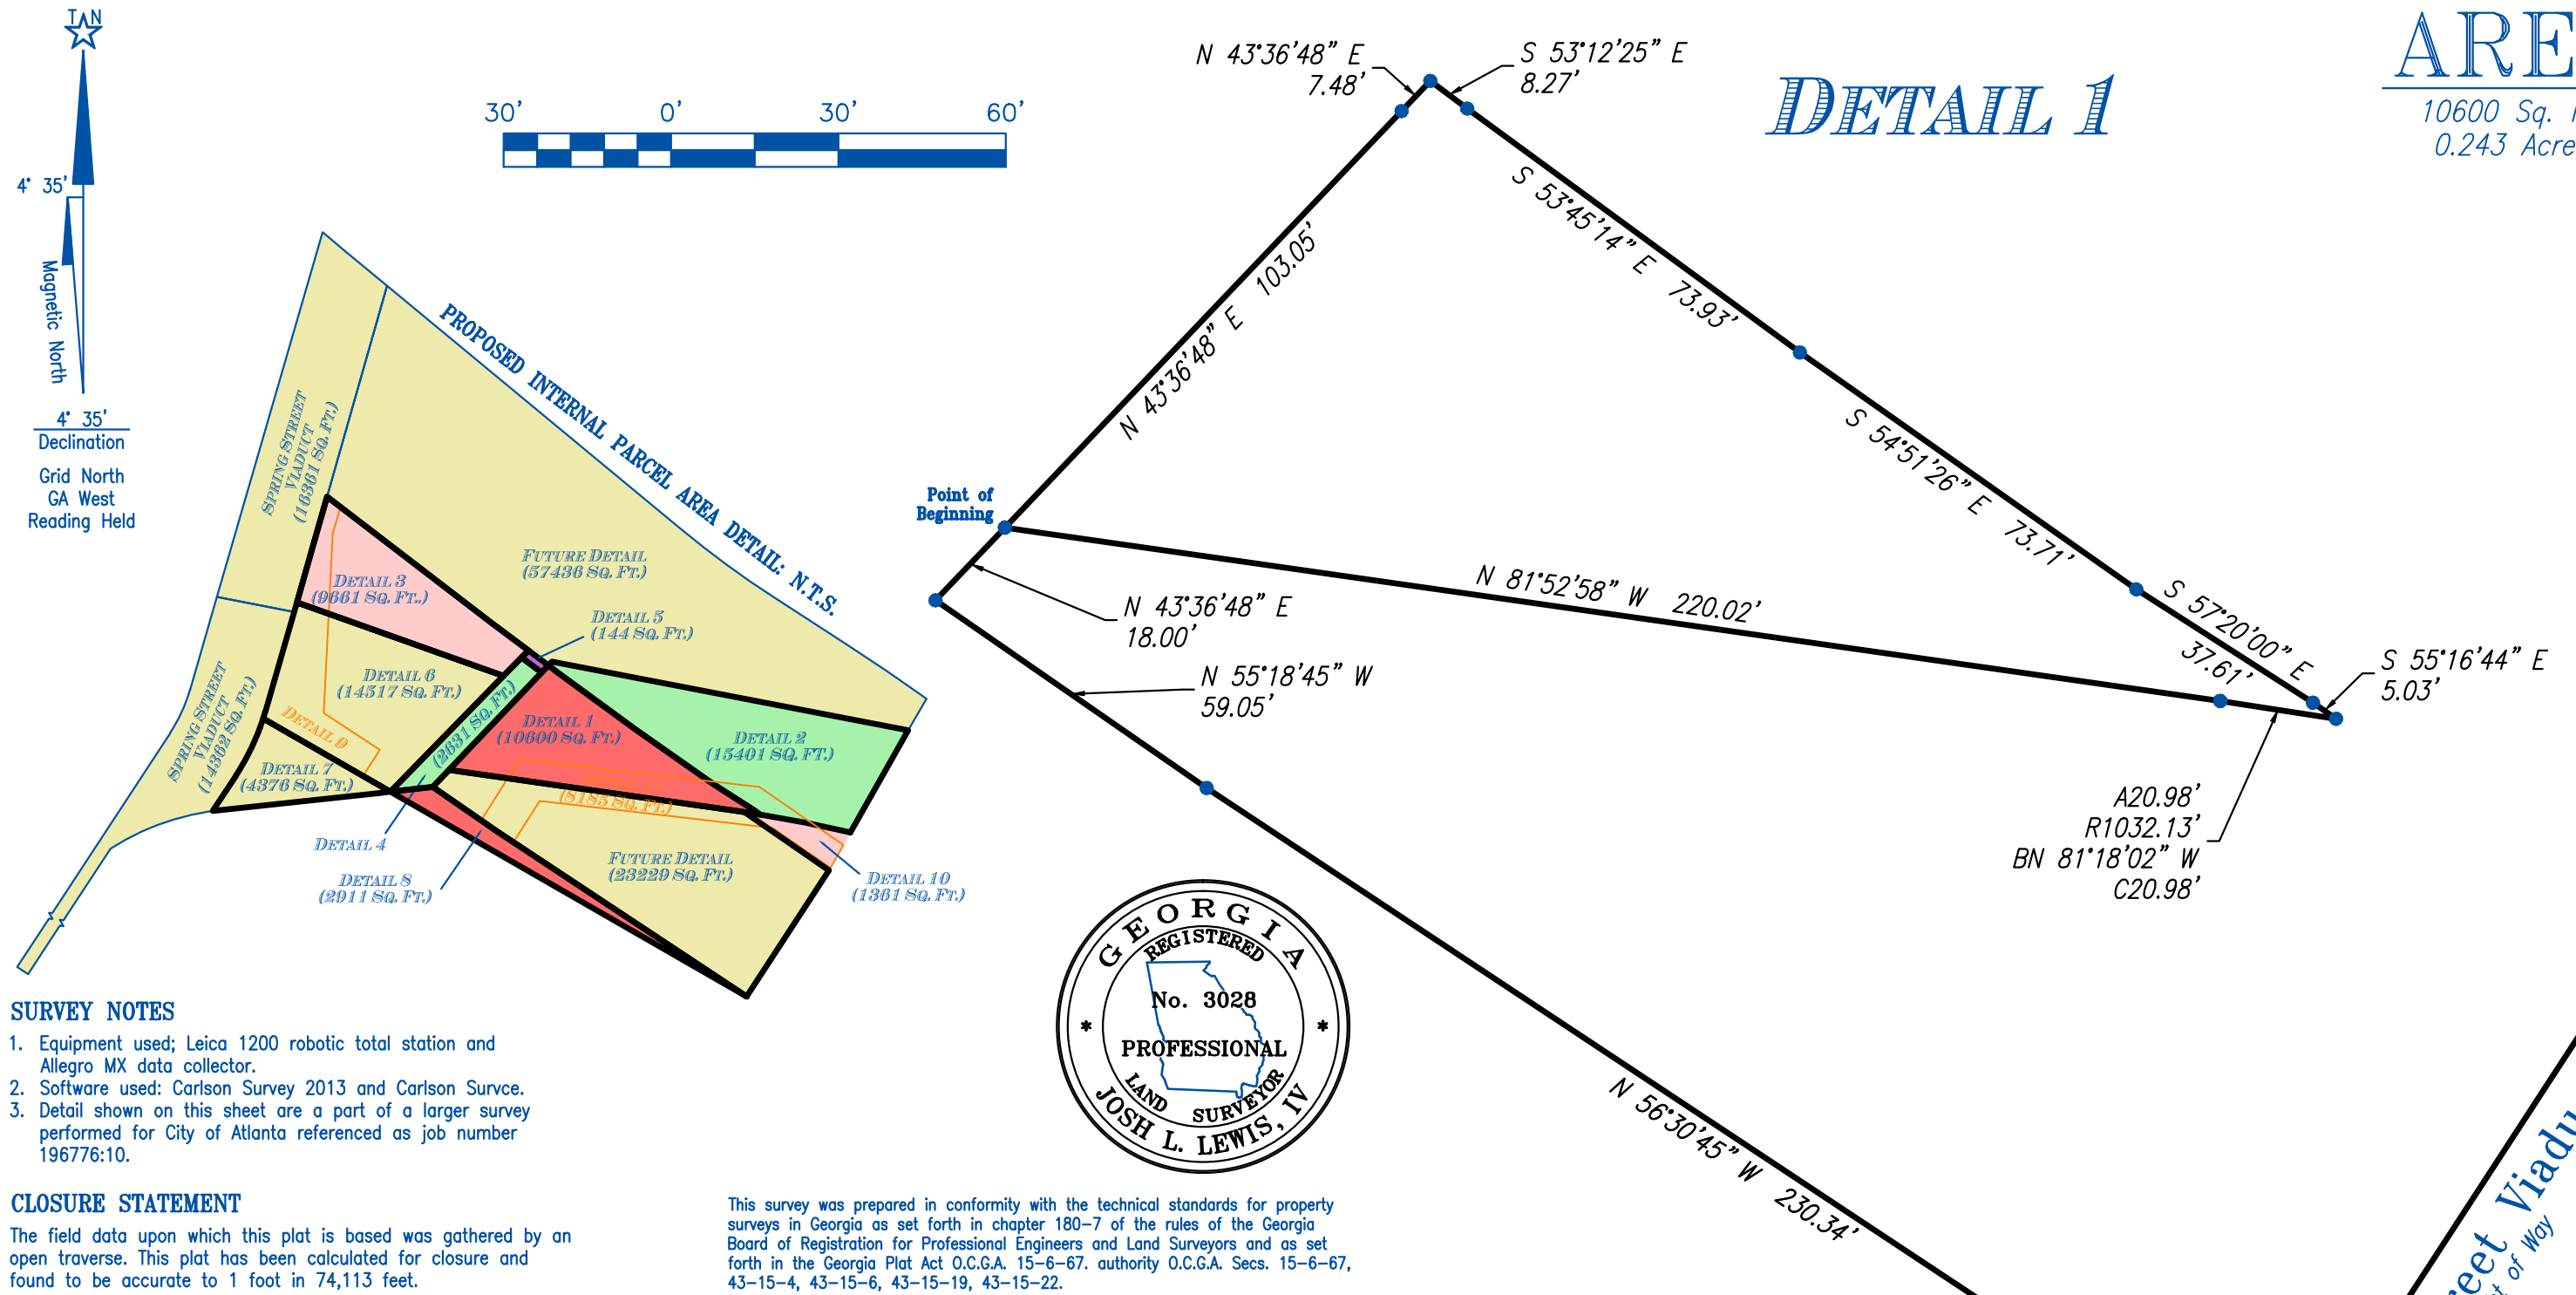 TAN
4° 35'
Magnetic North
4° 35'
Declination
Grid North
GA West
Reading Held
30' 0' 30' 60'
PROPOSED INTERNAL PARCEL AREA DETAIL: N.T.S.
SPRING STREET
VIADUCT
(16361 SQ. FT.)
SPRING STREET
VIADUCT
(14362 SQ. FT.)
FUTURE DETAIL
(57436 SQ. FT.)
DETAIL 3
(9661 SQ. FT..)
DETAIL 5
(144 SQ. FT.)
DETAIL 6
(14517 SQ. FT.)
(2631 SQ. FT.)
DETAIL 1
(10600 SQ. FT.)
DETAIL 2
(15401 SQ. FT.)
DETAIL 9
DETAIL 7
(4376 SQ. FT.)
(8185 SQ. FT.)
DETAIL 4
DETAIL 8
(2911 SQ. FT.)
FUTURE DETAIL
(23229 SQ. FT.)
DETAIL 10
(1361 SQ. FT.)
SURVEY NOTES
1. Equipment used; Leica 1200 robotic total station and
Allegro MX data collector.
2. Software used: Carlson Survey 2013 and Carlson Survce.
3. Detail shown on this sheet are a part of a larger survey
performed for City of Atlanta referenced as job number
196776:10.
CLOSURE STATEMENT
The field data upon which this plat is based was gathered by an
open traverse. This plat has been calculated for closure and
found to be accurate to 1 foot in 74,113 feet.
N 43°36'48" E
7.48'
S 53°12'25" E
8.27'
DETAIL 1
ARE
10600 Sq.
0.243 Acre
S 53°45'14" E 73.93'
N 43°36'48" E 103.05'
S 54°51'26" E 73.71'
Point of
Beginning
N 81°52'58" W 220.02'
S 57°20'00" E
37.61'
N 43°36'48" E
18.00'
S 55°16'44" E
5.03'
N 55°18'45" W
59.05'
A20.98'
R1032.13'
BN 81°18'02" W
C20.98'
GEORGIA
REGISTERED
No. 3028
PROFESSIONAL
LAND SURVEYOR
JOSH L. LEWIS, IV
N 56°30'45" W 230.34'
This survey was prepared in conformity with the technical standards for property
surveys in Georgia as set forth in chapter 180-7 of the rules of the Georgia
Board of Registration for Professional Engineers and Land Surveyors and as set
forth in the Georgia Plat Act O.C.G.A. 15-6-67. authority O.C.G.A. Secs. 15-6-67,
43-15-4, 43-15-6, 43-15-19, 43-15-22.
reet Viadu
of Way